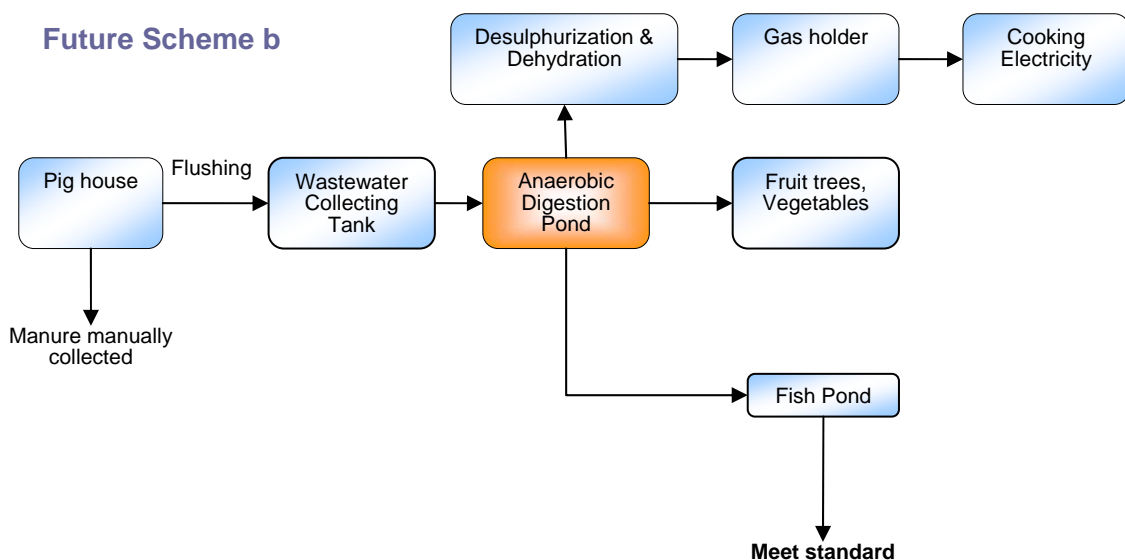 Future Scheme b
Desulphurization &
Dehydration
Gas holder
Cooking
Electricity
Pig house
Flushing
Wastewater
Collecting
Tank
Anaerobic
Digestion
Pond
Fruit trees,
Vegetables
Manure manually
collected
Fish Pond
Meet standard